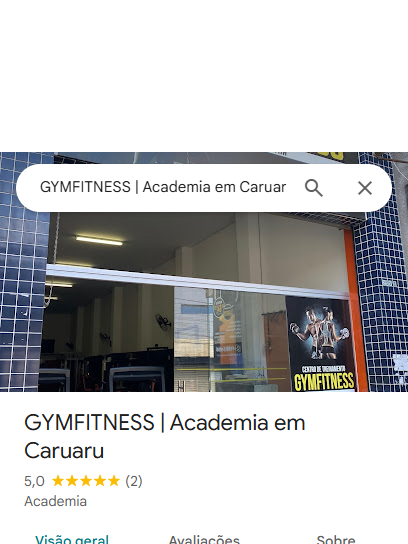 GYMFITNESS | Academia em Caruar
CENTRO DE TREINAMENTO
GYMFITNESS
GYMFITNESS | Academia em
Caruaru
5,0 (2)
Academia
Visão geral Avaliações Sobre